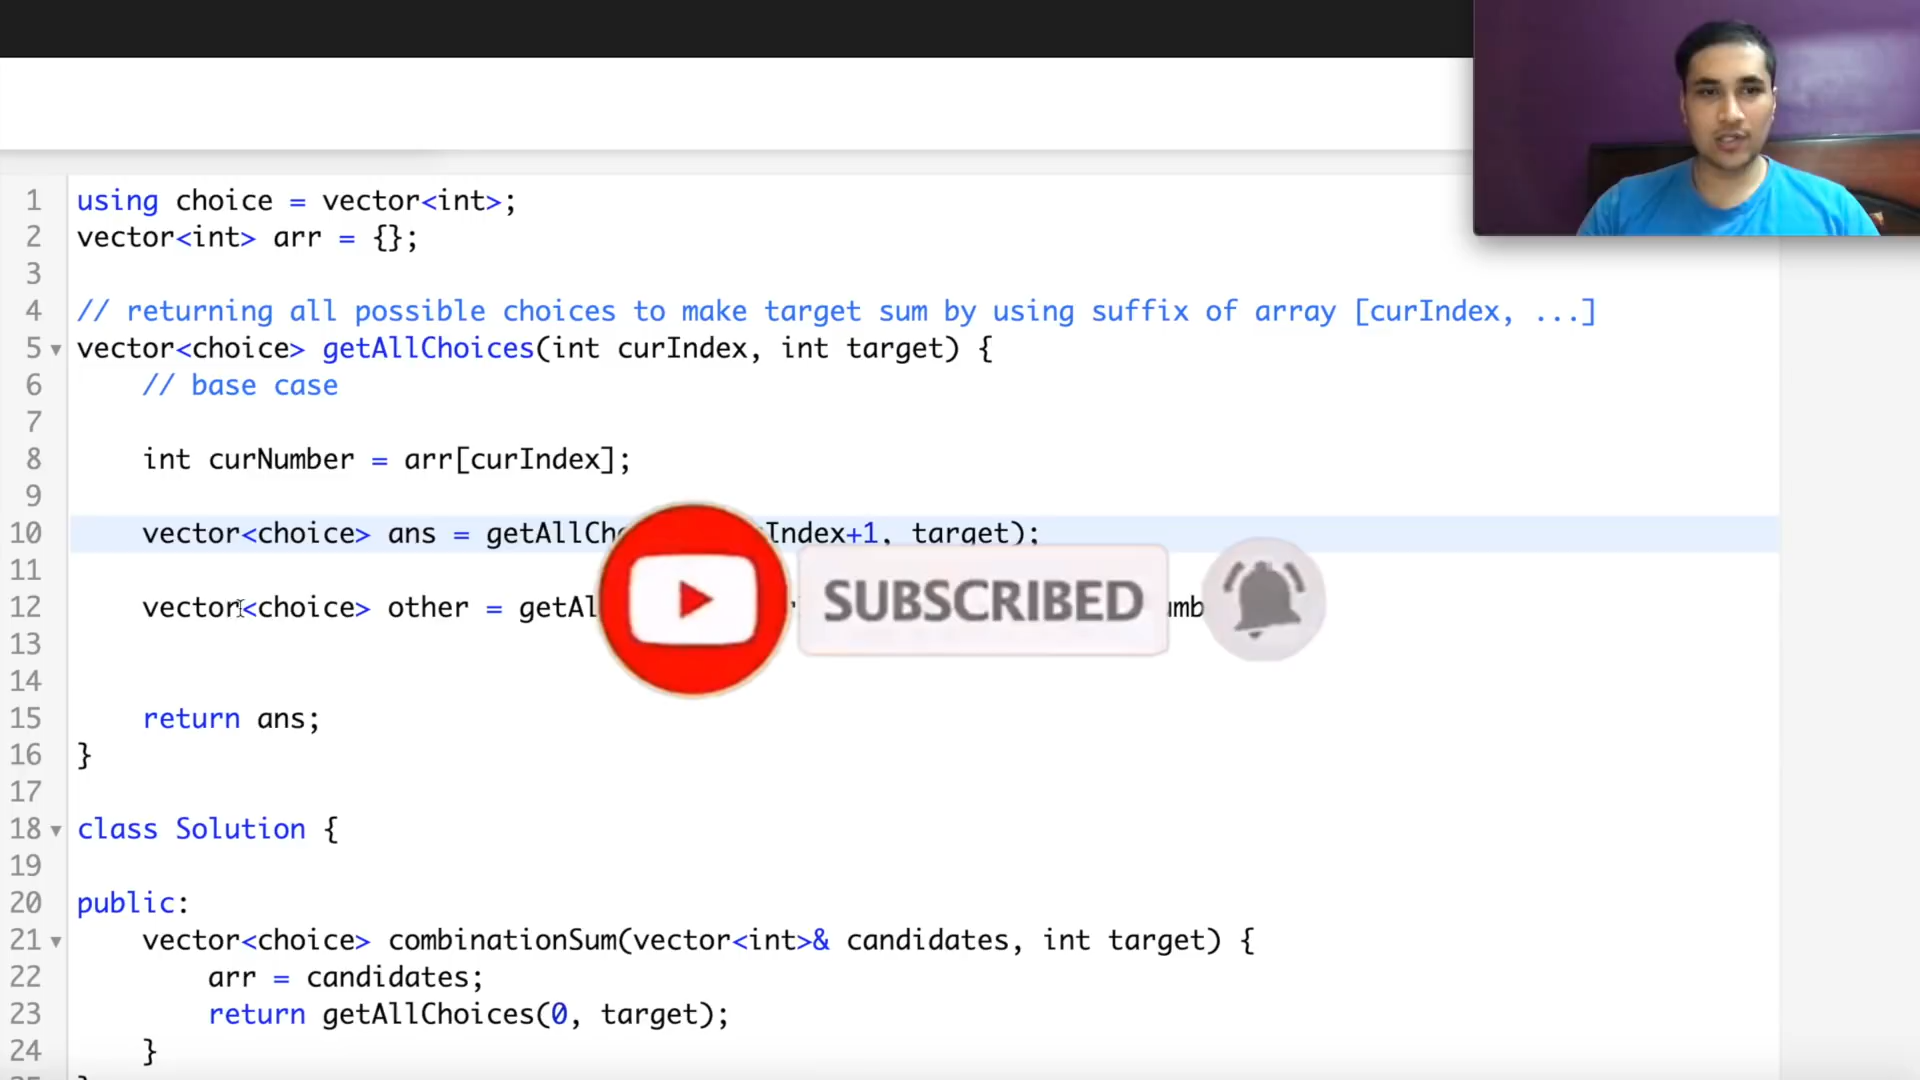 1 using choice = vector<int>;
2 vector<int> arr = {};
3
4 // returning all possible choices to make target sum by using suffix of array [curIndex, ...]
5 vector<choice> getAllChoices(int curIndex, int target) {
6 // base case
7
8 int curNumber = arr[curIndex];
9
10 vector<choice> ans = getAllCh Index+1, target);
11
12 vector<choice> other = getAl umb
SUBSCRIBED
13
14
15 return ans;
16 }
17
18 class Solution {
19
20 public:
21 vector<choice> combinationSum(vector<int>& candidates, int target) {
22 arr = candidates;
23 return getAllChoices(0, target);
24 }